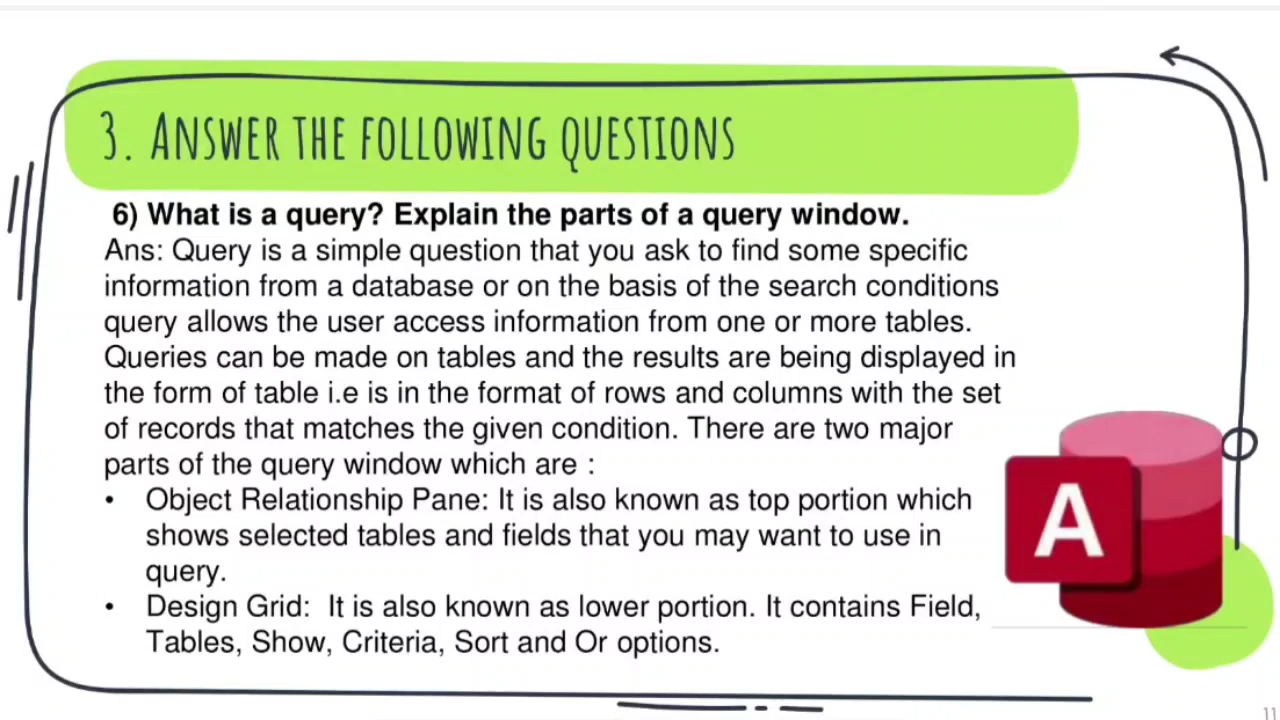 3. Answer the following questions
6) What is a query? Explain the parts of a query window.
Ans: Query is a simple question that you ask to find some specific
information from a database or on the basis of the search conditions
query allows the user access information from one or more tables.
Queries can be made on tables and the results are being displayed in
the form of table i.e is in the format of rows and columns with the set
of records that matches the given condition. There are two major
parts of the query window which are :
• Object Relationship Pane: It is also known as top portion which
shows selected tables and fields that you may want to use in
query.
• Design Grid: It is also known as lower portion. It contains Field,
Tables, Show, Criteria, Sort and Or options.
A
11